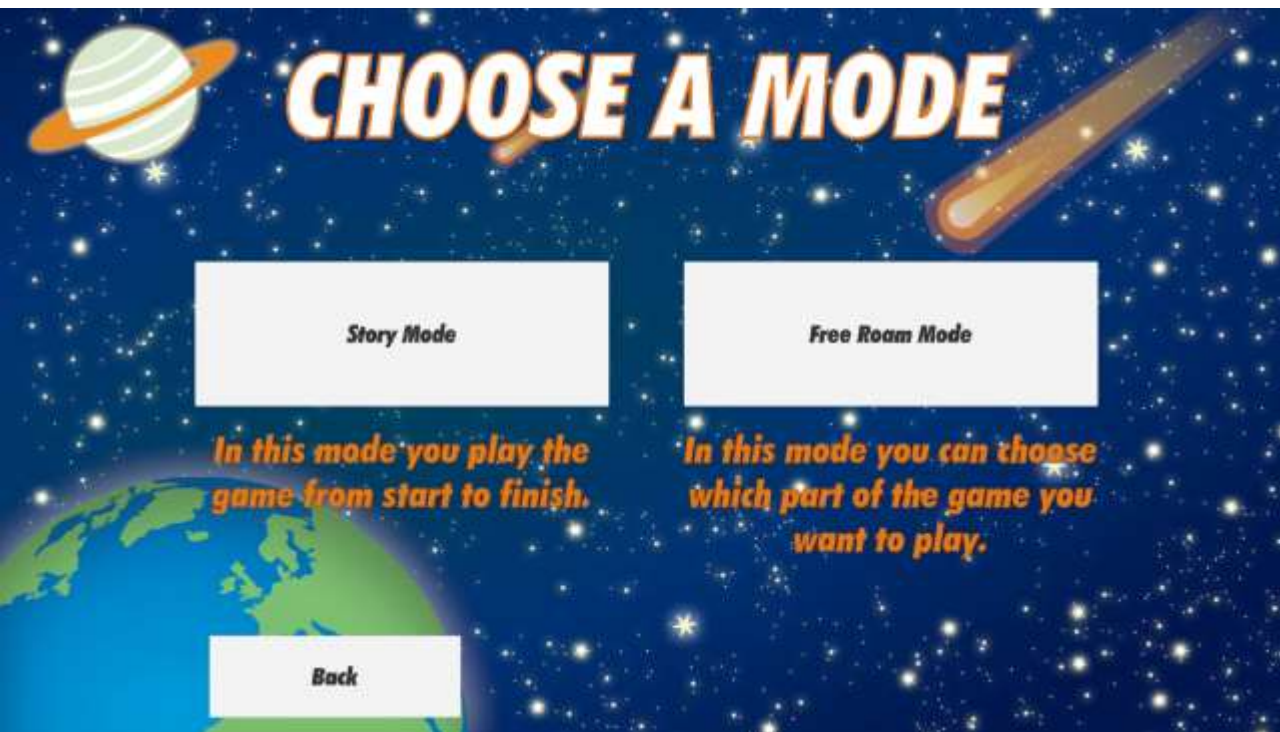 CHOOSE A MODE
Story Mode
Free Roam Mode
In this mode you play the
game from start to finish.
In this mode you can choose
which part of the game you
want to play.
Back